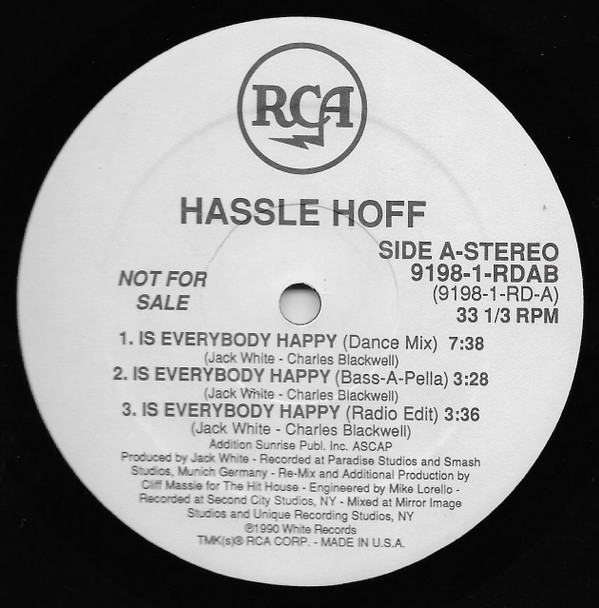 RCA
HASSLE HOFF
SIDE A-STEREO
9198-1-RDAB
(9198-1-RD-A)
33 1/3 RPM
NOT FOR
SALE
1. IS EVERYBODY HAPPY (Dance Mix) 7:38
(Jack White - Charles Blackwell)
2. IS EVERYBODY HAPPY (Bass-A-Pella) 3:28
(Jack White - Charles Blackwell)
3. IS EVERYBODY HAPPY (Radio Edit) 3:36
(Jack White - Charles Blackwell)
Addition Sunrise Publ. Inc. ASCAP
Produced by Jack White - Recorded at Paradise Studios and Smash
Studios, Munich Germany - Re-Mix and Additional Production by
Cliff Massie for The Hit House - Engineered by Mike Lorello -
Recorded at Second City Studios, NY - Mixed at Mirror Image
Studios and Unique Recording Studios, NY
℗1990 White Records
TMK(s)® RCA CORP. - MADE IN U.S.A.